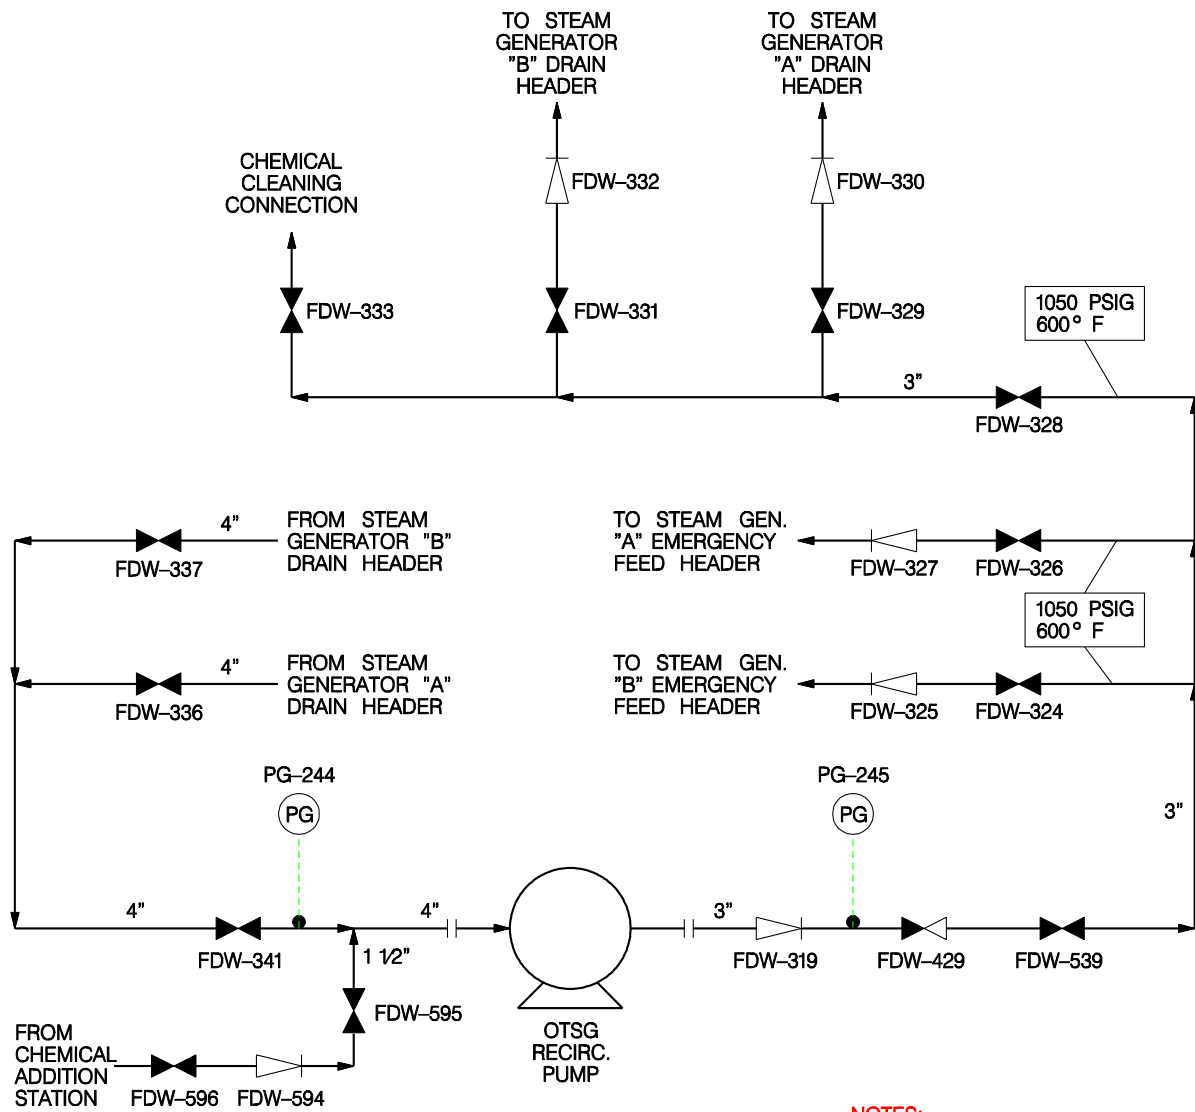 TO STEAM
GENERATOR
"B" DRAIN
HEADER
TO STEAM
GENERATOR
"A" DRAIN
HEADER
CHEMICAL
CLEANING
CONNECTION
FDW-332
FDW-330
FDW-333
FDW-331
FDW-329
1050 PSIG
600° F
3"
FDW-328
4"
FROM STEAM
GENERATOR "B"
DRAIN HEADER
FDW-337
TO STEAM GEN.
"A" EMERGENCY
FEED HEADER
FDW-327
FDW-326
1050 PSIG
600° F
4"
FROM STEAM
GENERATOR "A"
DRAIN HEADER
FDW-336
TO STEAM GEN.
"B" EMERGENCY
FEED HEADER
FDW-325
FDW-324
PG-244
PG
PG-245
PG
3"
4"
FDW-341
4"
3"
FDW-319
FDW-429
FDW-539
1 1/2"
FDW-595
FROM
CHEMICAL
ADDITION
STATION
FDW-596
FDW-594
OTSG
RECIRC.
PUMP
NOTES: